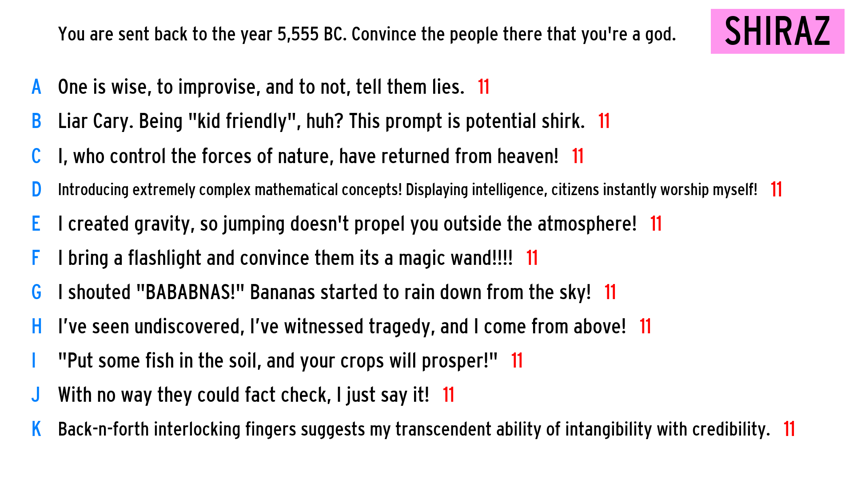 You are sent back to the year 5,555 BC. Convince the people there that you're a god.
SHIRAZ
A One is wise, to improvise, and to not, tell them lies. 11
B Liar Cary. Being "kid friendly", huh? This prompt is potential shirk. 11
C I, who control the forces of nature, have returned from heaven! 11
D Introducing extremely complex mathematical concepts! Displaying intelligence, citizens instantly worship myself! 11
E I created gravity, so jumping doesn't propel you outside the atmosphere! 11
F I bring a flashlight and convince them its a magic wand!!!! 11
G I shouted "BABABNAS!" Bananas started to rain down from the sky! 11
H I’ve seen undiscovered, I’ve witnessed tragedy, and I come from above! 11
I "Put some fish in the soil, and your crops will prosper!" 11
J With no way they could fact check, I just say it! 11
K Back-n-forth interlocking fingers suggests my transcendent ability of intangibility with credibility. 11